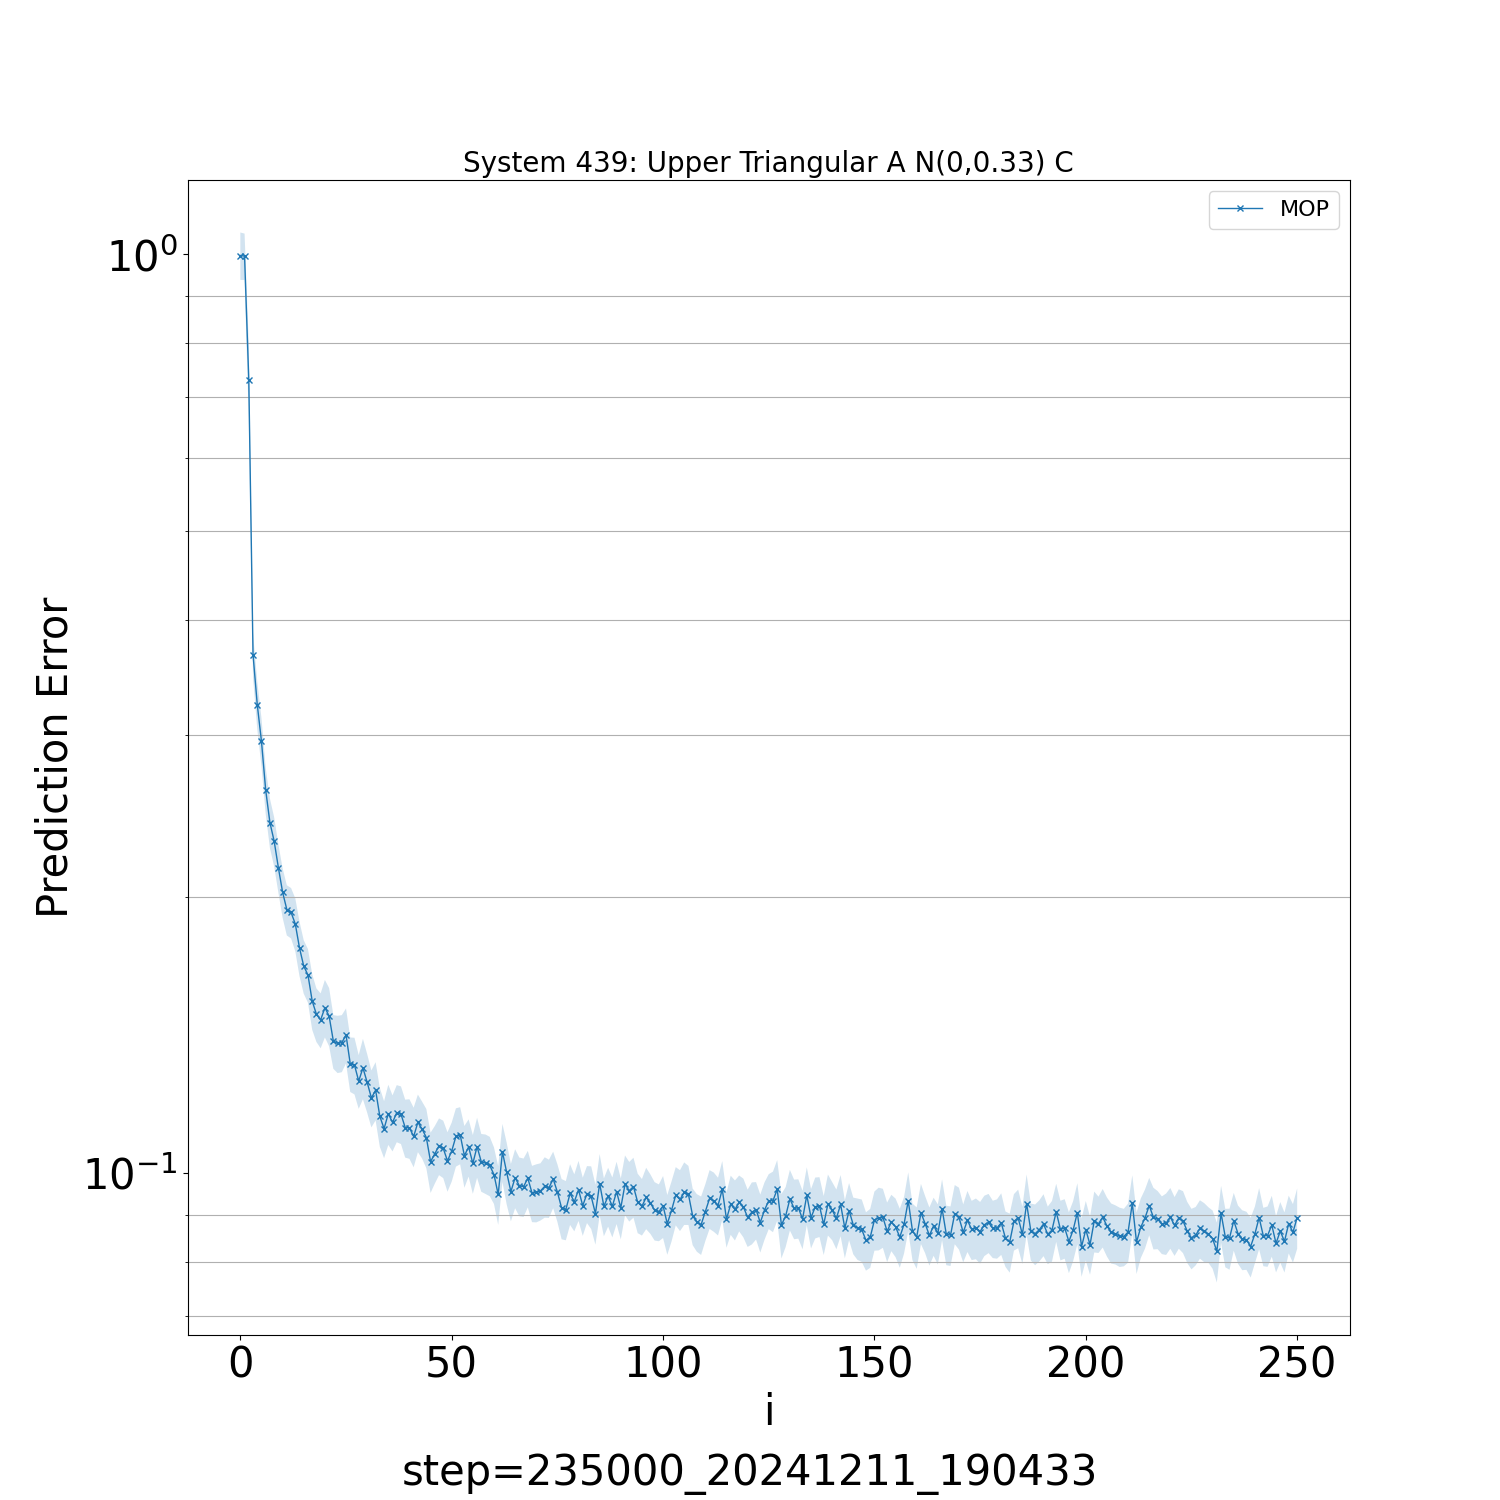 System 439: Upper Triangular A N(0,0.33) C
MOP
10⁰
10⁻¹
Prediction Error
0 50 100 150 200 250
i
step=235000_20241211_190433